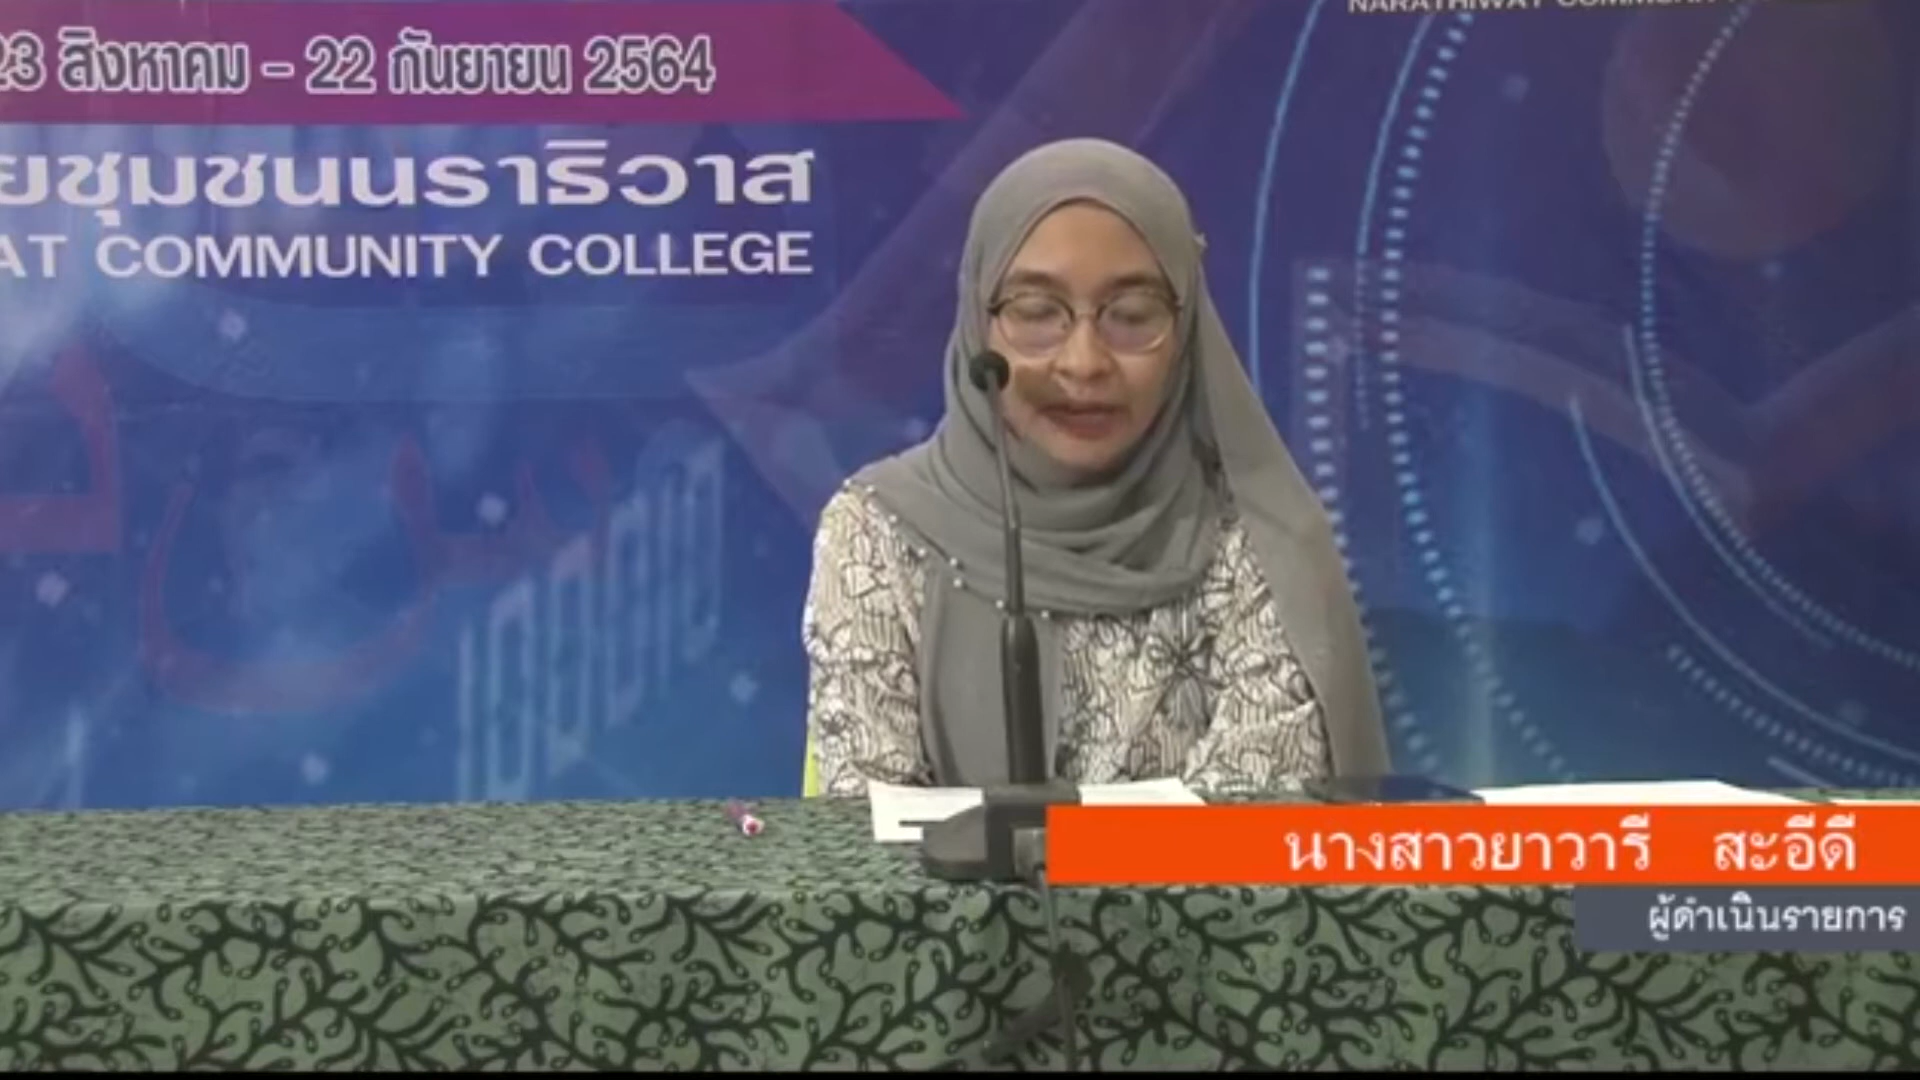 23 สิงหาคม - 22 กันยายน 2564
ยชุมชนนราธิวาส
AT COMMUNITY COLLEGE
NARATHIWAT
นางสาวยาวารี สะอีดี
ผู้ดำเนินรายการ